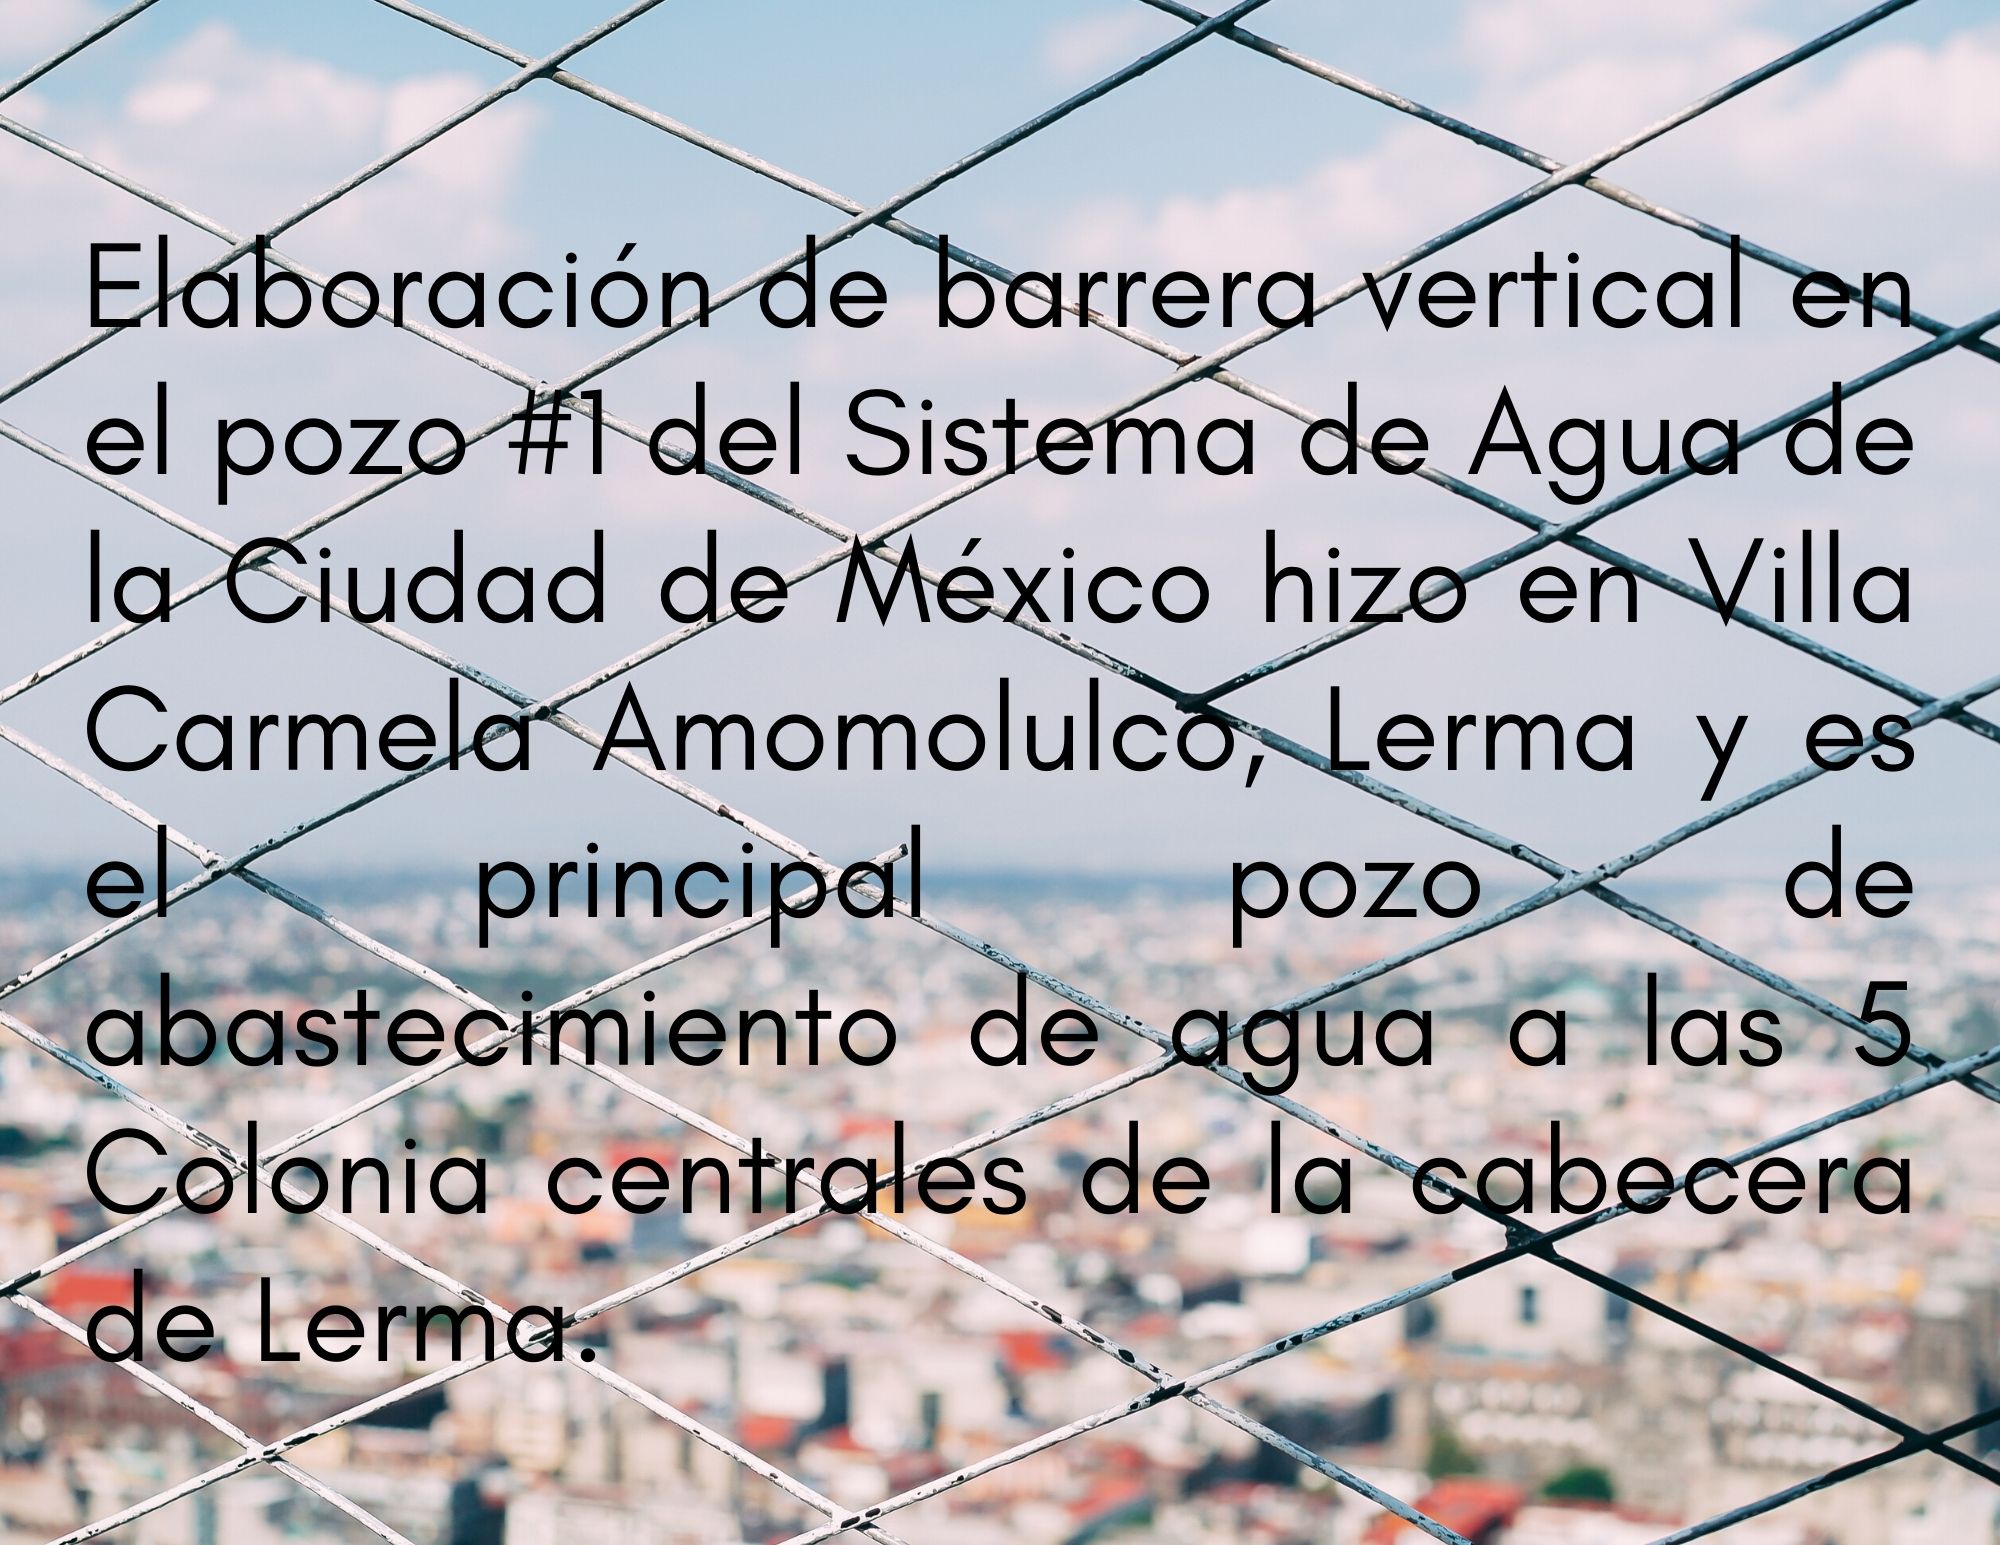 Elaboración de barrera vertical en
el pozo #1 del Sistema de Agua de
la Ciudad de México hizo en Villa
Carmela Amomolulco, Lerma y es
el principal pozo de
abastecimiento de agua a las 5
Colonia centrales de la cabecera
de Lerma.